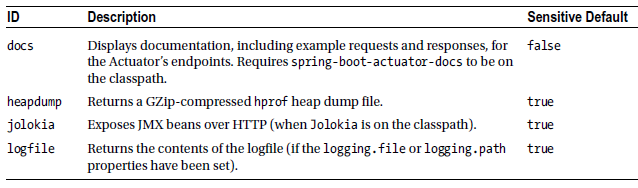 ID Description Sensitive Default
docs Displays documentation, including example requests and responses, for false
the Actuator’s endpoints. Requires spring-boot-actuator-docs to be on
the classpath.
heapdump Returns a GZip-compressed hprof heap dump file. true
jolokia Exposes JMX beans over HTTP (when Jolokia is on the classpath). true
logfile Returns the contents of the logfile (if the logging.file or logging.path true
properties have been set).